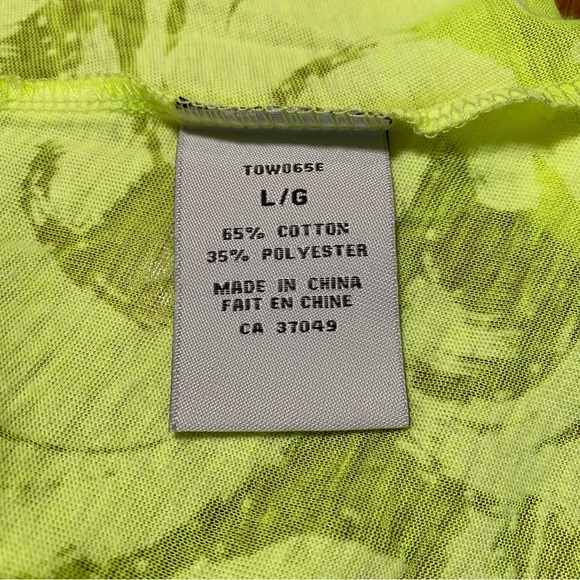 TOW065E
L/G
65% COTTON
35% POLYESTER
MADE IN CHINA
FAIT EN CHINE
CA 37049